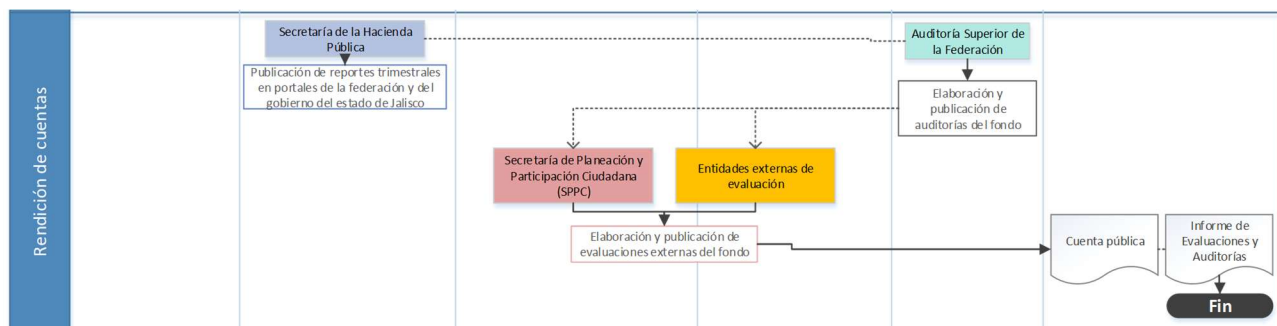 Rendición de cuentas
Secretaría de la Hacienda
Pública
Publicación de reportes trimestrales
en portales de la federación y del
gobierno del estado de Jalisco
Auditoría Superior de
la Federación
Elaboración y
publicación de
auditorías del fondo
Secretaría de Planeación y
Participación Ciudadana
(SPPC)
Entidades externas de
evaluación
Elaboración y publicación de
evaluaciones externas del fondo
Cuenta pública
Informe de
Evaluaciones y
Auditorías
Fin